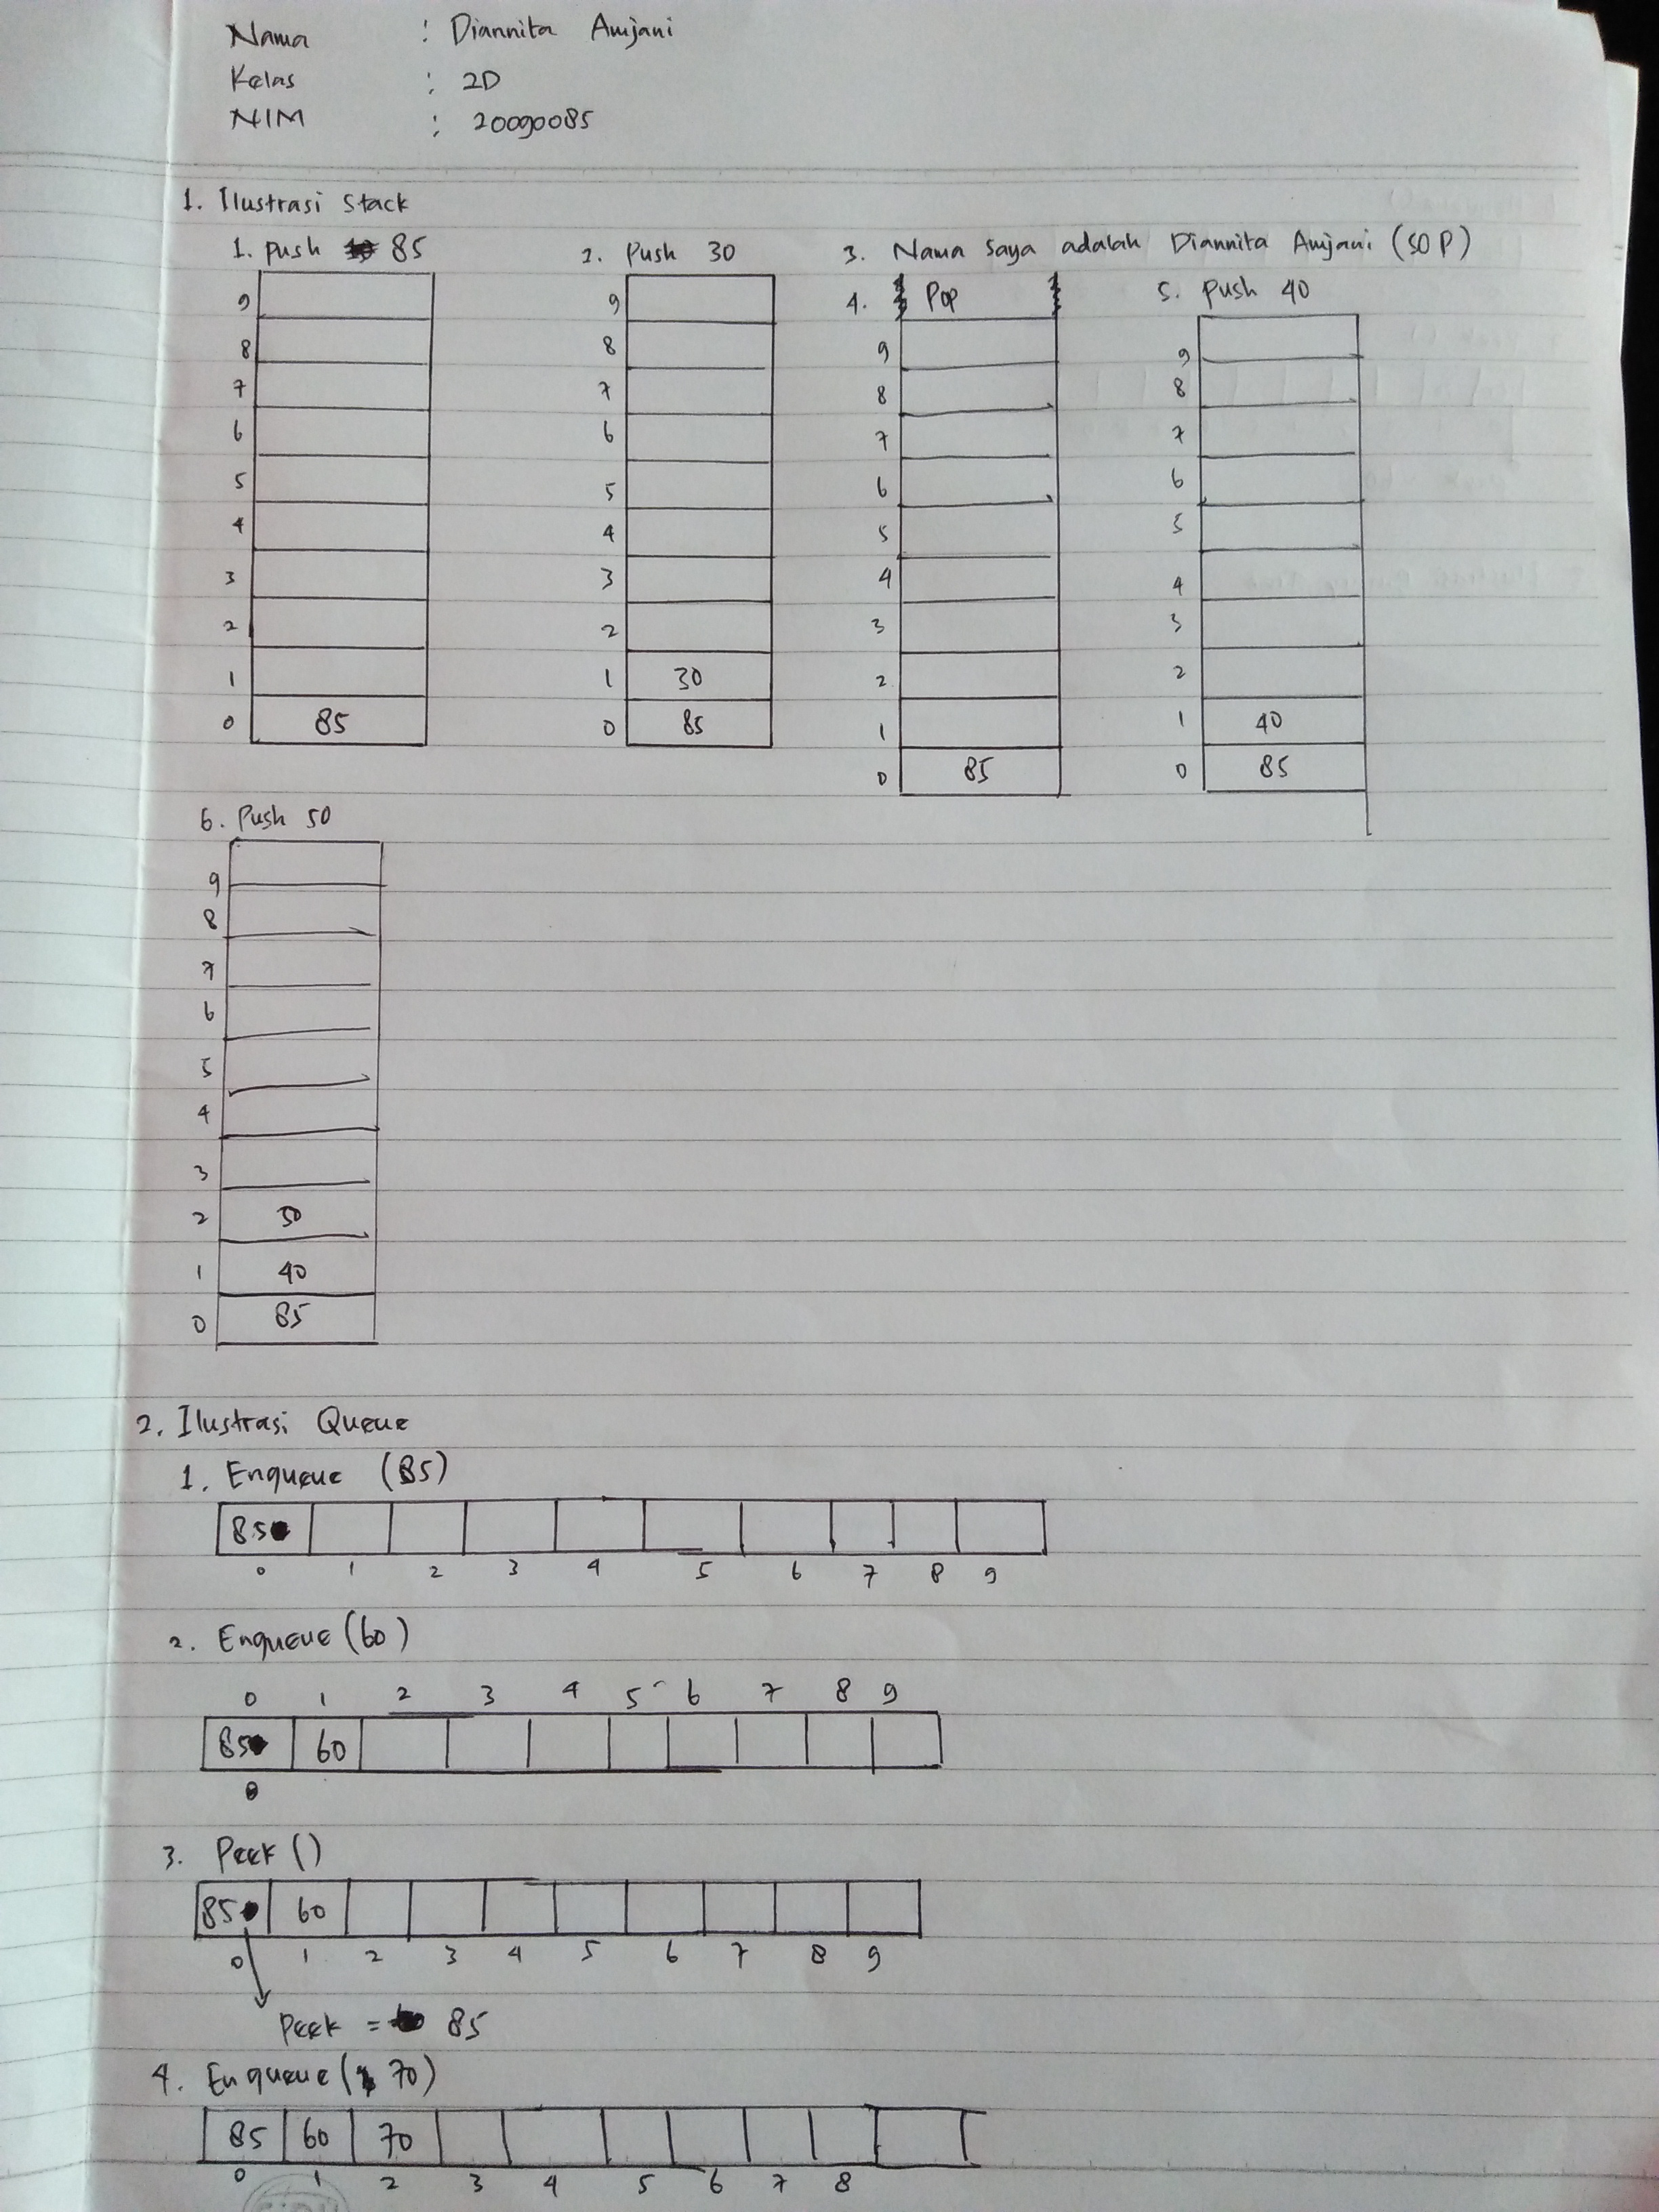 Nama : Diannita Anjani
Kelas : 2D
NIM : 20090085
1. Ilustrasi Stack
1. push 85
2. Push 30
3. Nama saya adalah Diannita Anjani (SOP)
4. Pop
5. Push 40
9
8
7
6
5
4
3
2
1
0 85
9
8
7
6
5
4
3
2
1 30
0 85
9
8
7
6
5
4
3
2
1
0 85
9
8
7
6
5
4
3
2
1 40
0 85
6. Push 50
9
8
7
6
5
4
3
2 50
1 40
0 85
2. Ilustrasi Queue
1. Enqueue (85)
85
0 1 2 3 4 5 6 7 8 9
2. Enqueue (60)
0 1 2 3 4 5 6 7 8 9
85 60
0
3. Peek ()
85 60
0 1 2 3 4 5 6 7 8 9
Peek = 85
4. Enqueue ( 70)
85 60 70
0 1 2 3 4 5 6 7 8